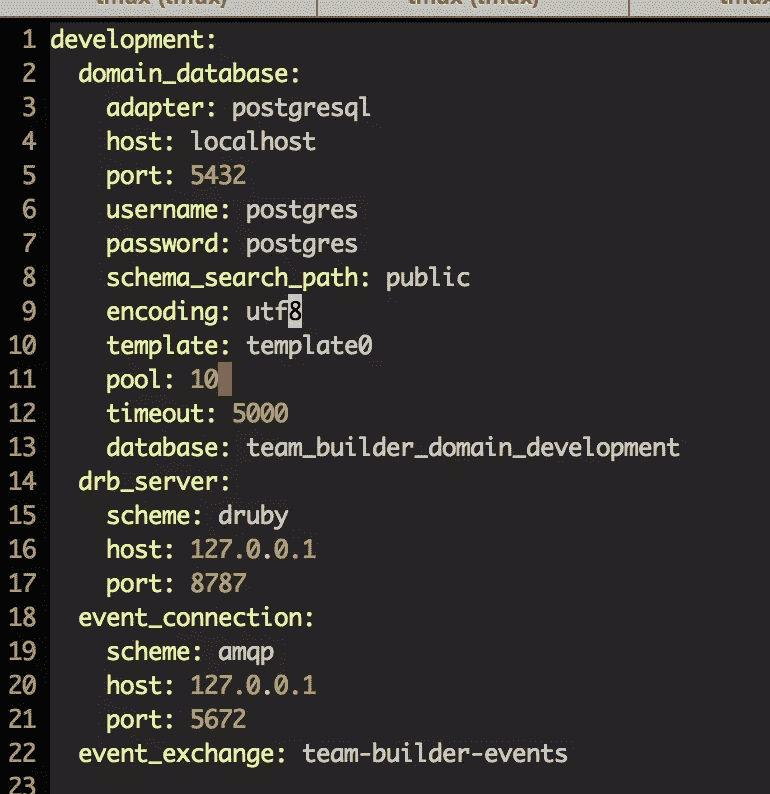 tmux (tmux) tmux (tmux) tmux
1 development:
2   domain_database:
3     adapter: postgresql
4     host: localhost
5     port: 5432
6     username: postgres
7     password: postgres
8     schema_search_path: public
9     encoding: utf8
10     template: template0
11     pool: 10
12     timeout: 5000
13     database: team_builder_domain_development
14   drb_server:
15     scheme: druby
16     host: 127.0.0.1
17     port: 8787
18   event_connection:
19     scheme: amqp
20     host: 127.0.0.1
21     port: 5672
22   event_exchange: team-builder-events
23